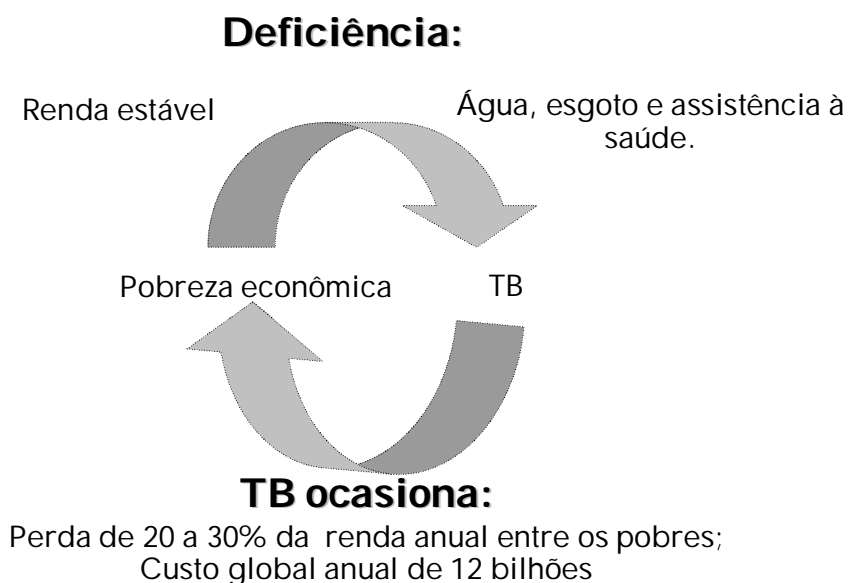 Deficiência:
Renda estável
Água, esgoto e assistência à
saúde.
Pobreza econômica
TB
TB ocasiona:
Perda de 20 a 30% da renda anual entre os pobres;
Custo global anual de 12 bilhões